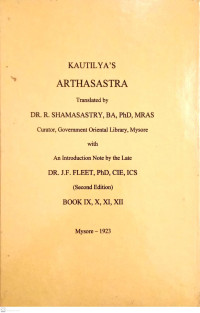 KAUTILYA'S
ARTHASASTRA
Translated by
DR. R. SHAMASASTRY, BA, PhD, MRAS
Curator, Government Oriental Library, Mysore
with
An Introduction Note by the Late
DR. J.F. FLEET, PhD, CIE, ICS
(Second Edition)
BOOK IX, X, XI, XII
Mysore – 1923